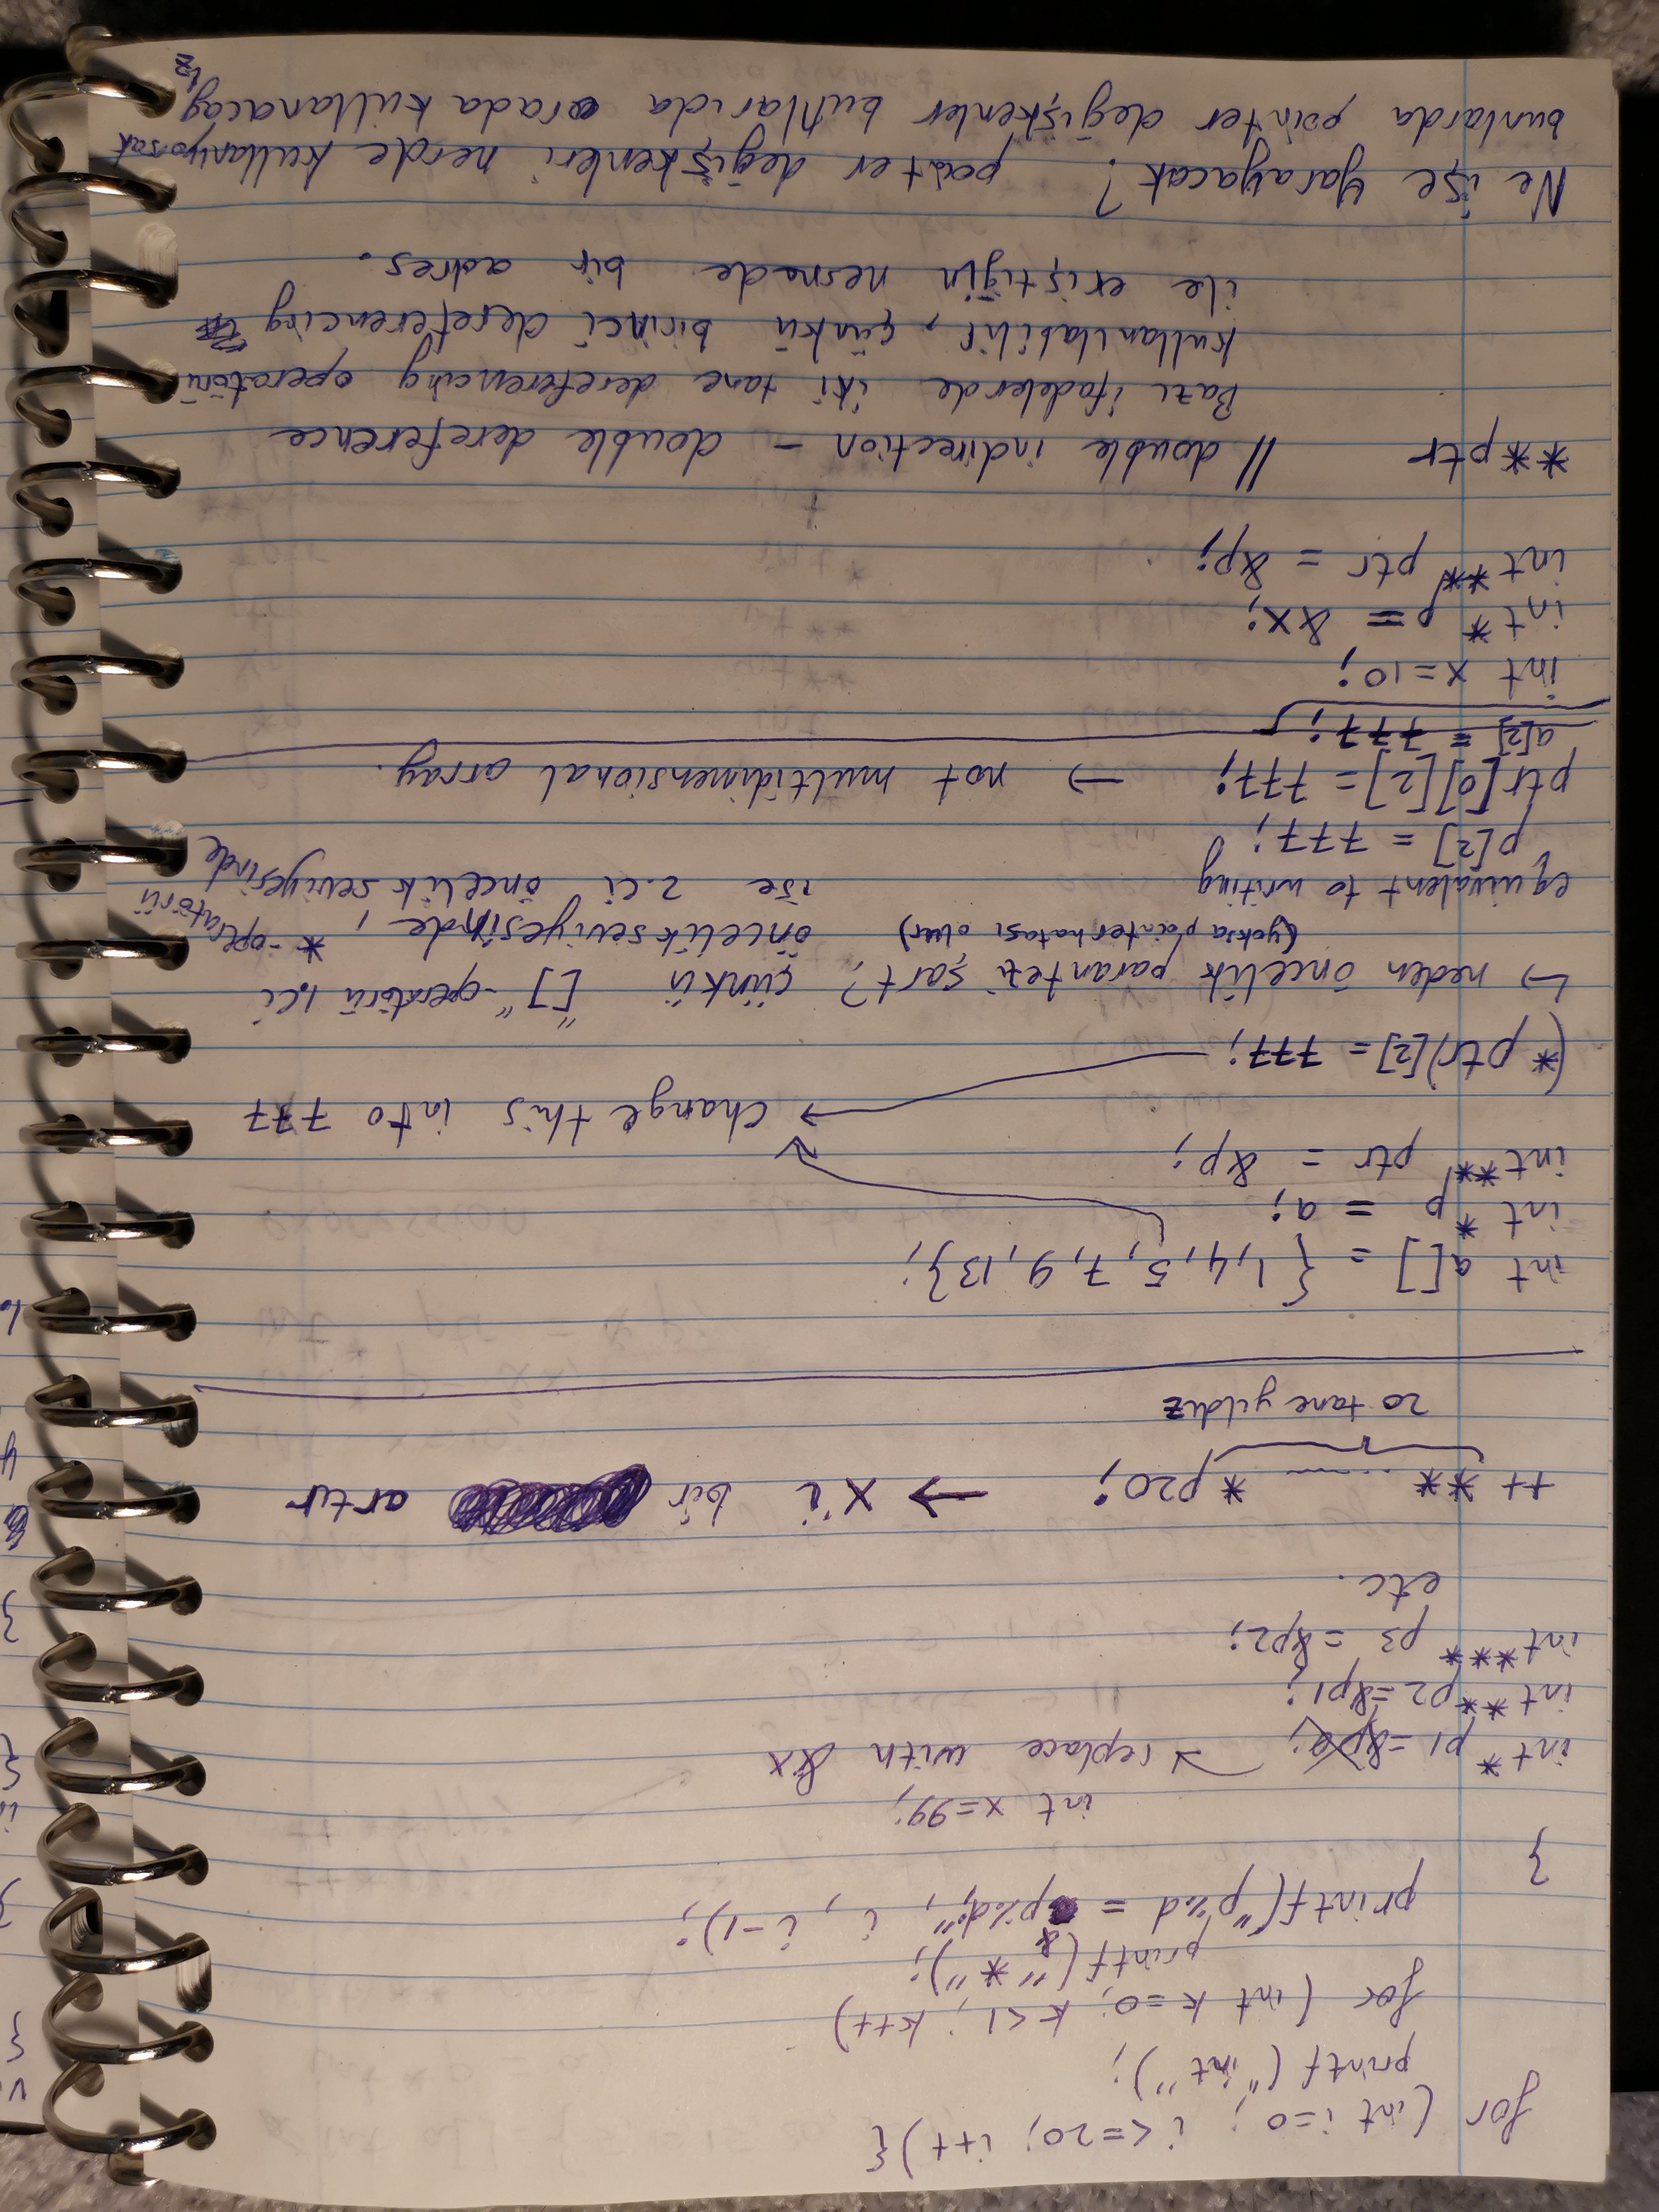 for (int i=0; i<=20; i++){
printf("int");
for (int k=0; k<1; k++)
printf("*");
printf("p%d = &p%d;", i, i-1);
}
int x=99;
int* p1 =&p0; → replace with &x
int** p2 =&p1;
int*** p3 =&p2;
etc.
++ ** ...... *p20; → x'i bir artır
20 tane yıldız
int a[] = {1,4,5,7,9,13};
int *p = a;
int** ptr = &p;
→ change this into 777
(*ptr)[2] = 777;
↳ neden öncelik parantezi şart? çünkü "[]"-operatörü 1.ci
(yoksa pointer hatası olur) öncelik seviyesinde, *-operatörü
equivalent to writing ise 2.ci öncelik seviyesinde
p[2] = 777;
ptr[0][2] = 777; → not multidimensional array.
a[2] = 777;
int x=10;
int* p = &x;
int** ptr = &p;
**ptr // double indirection - double dereference
Bazı ifadelerde iki tane dereferencing operatörü
kullanılabilir, çünkü birinci dereferencing
ile eriştiğin nesnede bir adres.
Ne işe yarayacak? pointer değişkenleri nerde kullanıyorsak
bunlarda pointer değişkenler bunlarıda orada kullanacağız